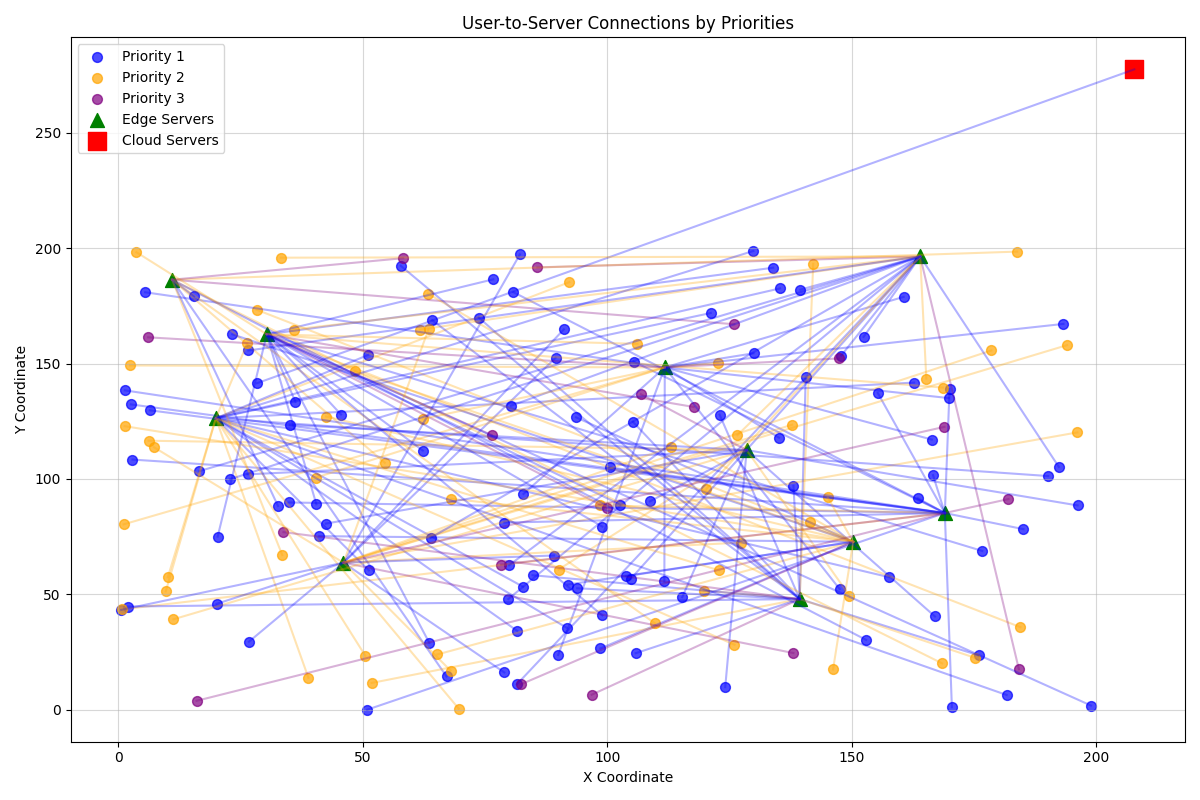 User-to-Server Connections by Priorities
Priority 1
Priority 2
Priority 3
Edge Servers
Cloud Servers
Y Coordinate
250
200
150
100
50
0
0 50 100 150 200
X Coordinate